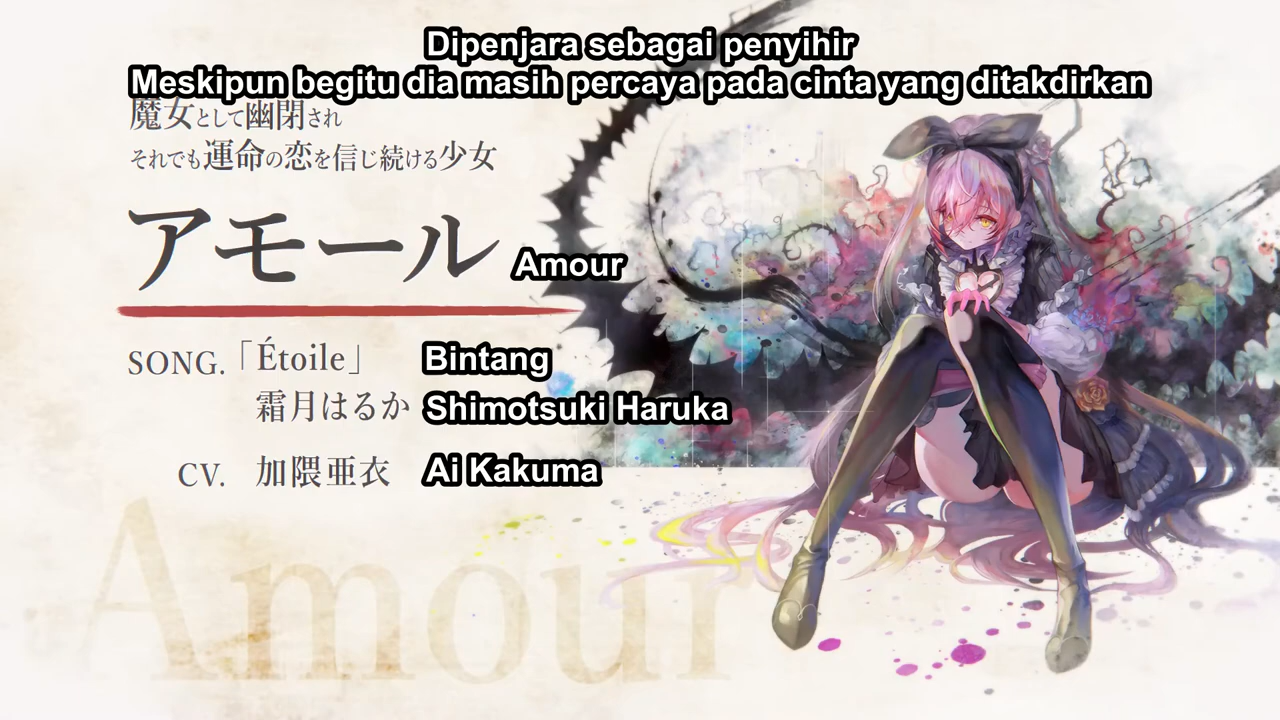 Dipenjara sebagai penyihir
Meskipun begitu dia masih percaya pada cinta yang ditakdirkan
魔女として幽閉され
それでも運命の恋を信じ続ける少女
アモール Amour
SONG.「Étoile」 Bintang
霜月はるか Shimotsuki Haruka
CV. 加隈亜衣 Ai Kakuma
Amour